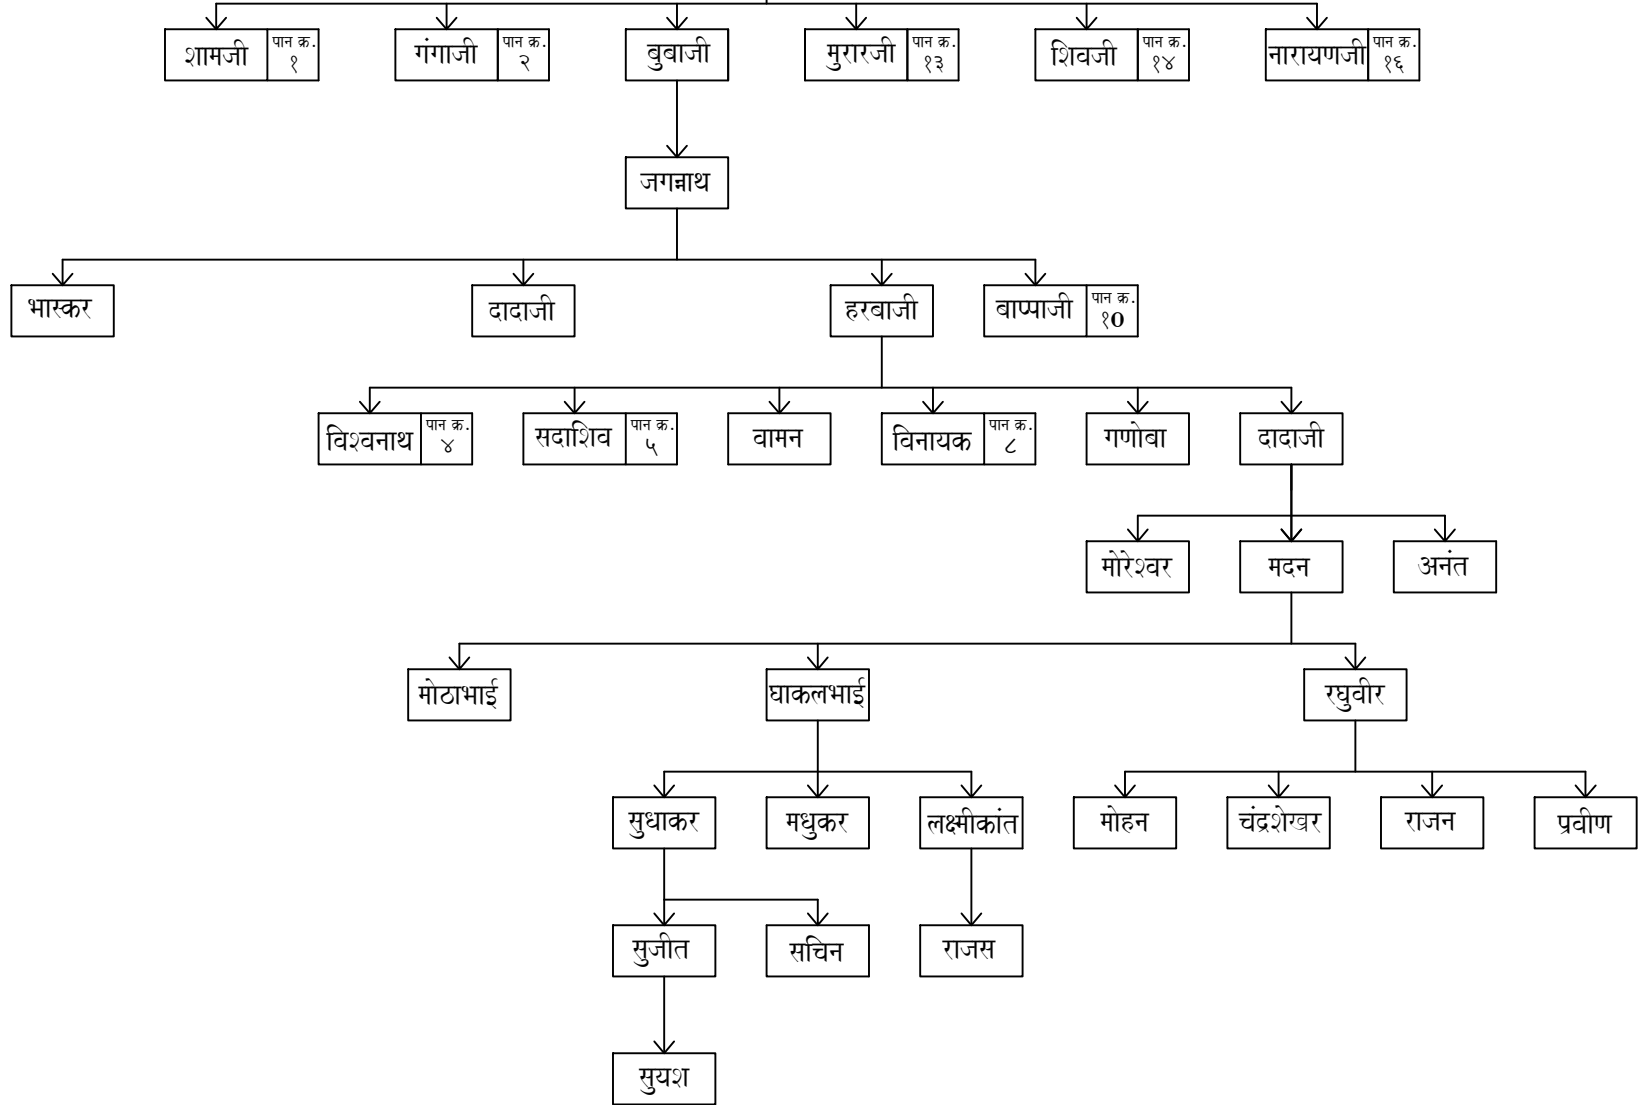 शामजी पान क्र. १ गंगाजी पान क्र. २ बुबाजी मुरारजी पान क्र. १३ शिवजी पान क्र. १४ नारायणजी पान क्र. १६
जगन्नाथ
भास्कर दादाजी हरबाजी बाप्पाजी पान क्र. १०
विश्वनाथ पान क्र. ४ सदाशिव पान क्र. ५ वामन विनायक पान क्र. ८ गणोबा दादाजी
मोरेश्वर मदन अनंत
मोठाभाई घाकलभाई रघुवीर
सुधाकर मधुकर लक्ष्मीकांत मोहन चंद्रशेखर राजन प्रवीण
सुजीत सचिन राजस
सुयश